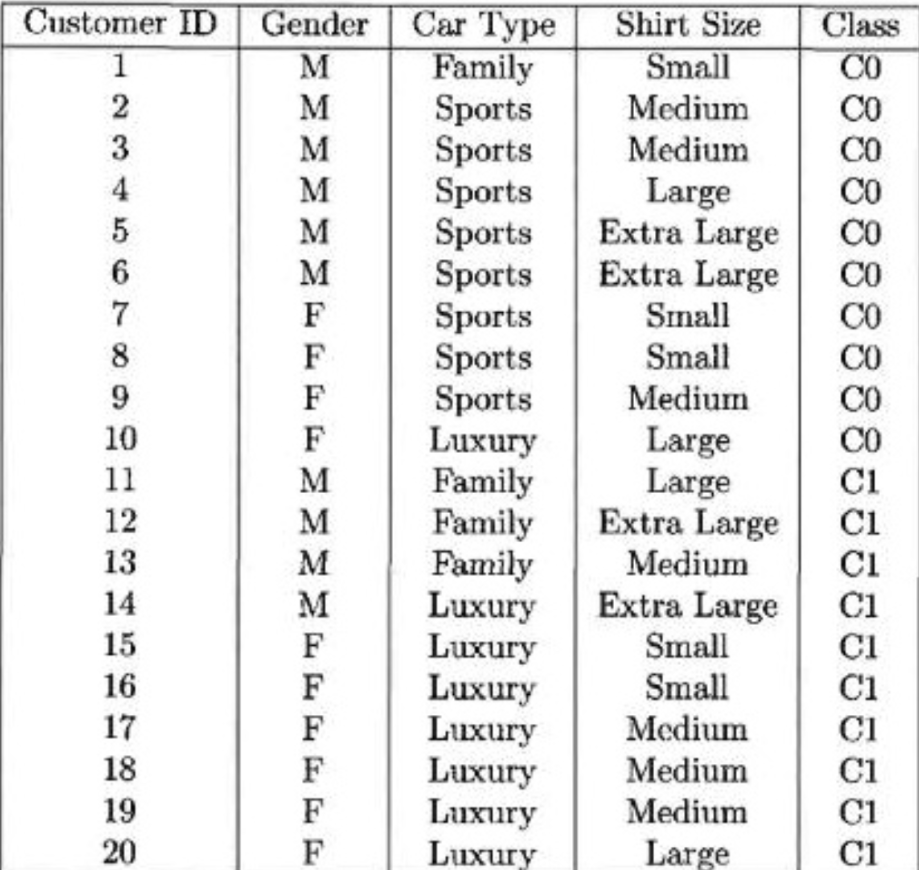 Customer ID Gender Car Type Shirt Size Class
1 M Family Small C0
2 M Sports Medium C0
3 M Sports Medium C0
4 M Sports Large C0
5 M Sports Extra Large C0
6 M Sports Extra Large C0
7 F Sports Small C0
8 F Sports Small C0
9 F Sports Medium C0
10 F Luxury Large C0
11 M Family Large C1
12 M Family Extra Large C1
13 M Family Medium C1
14 M Luxury Extra Large C1
15 F Luxury Small C1
16 F Luxury Small C1
17 F Luxury Medium C1
18 F Luxury Medium C1
19 F Luxury Medium C1
20 F Luxury Large C1